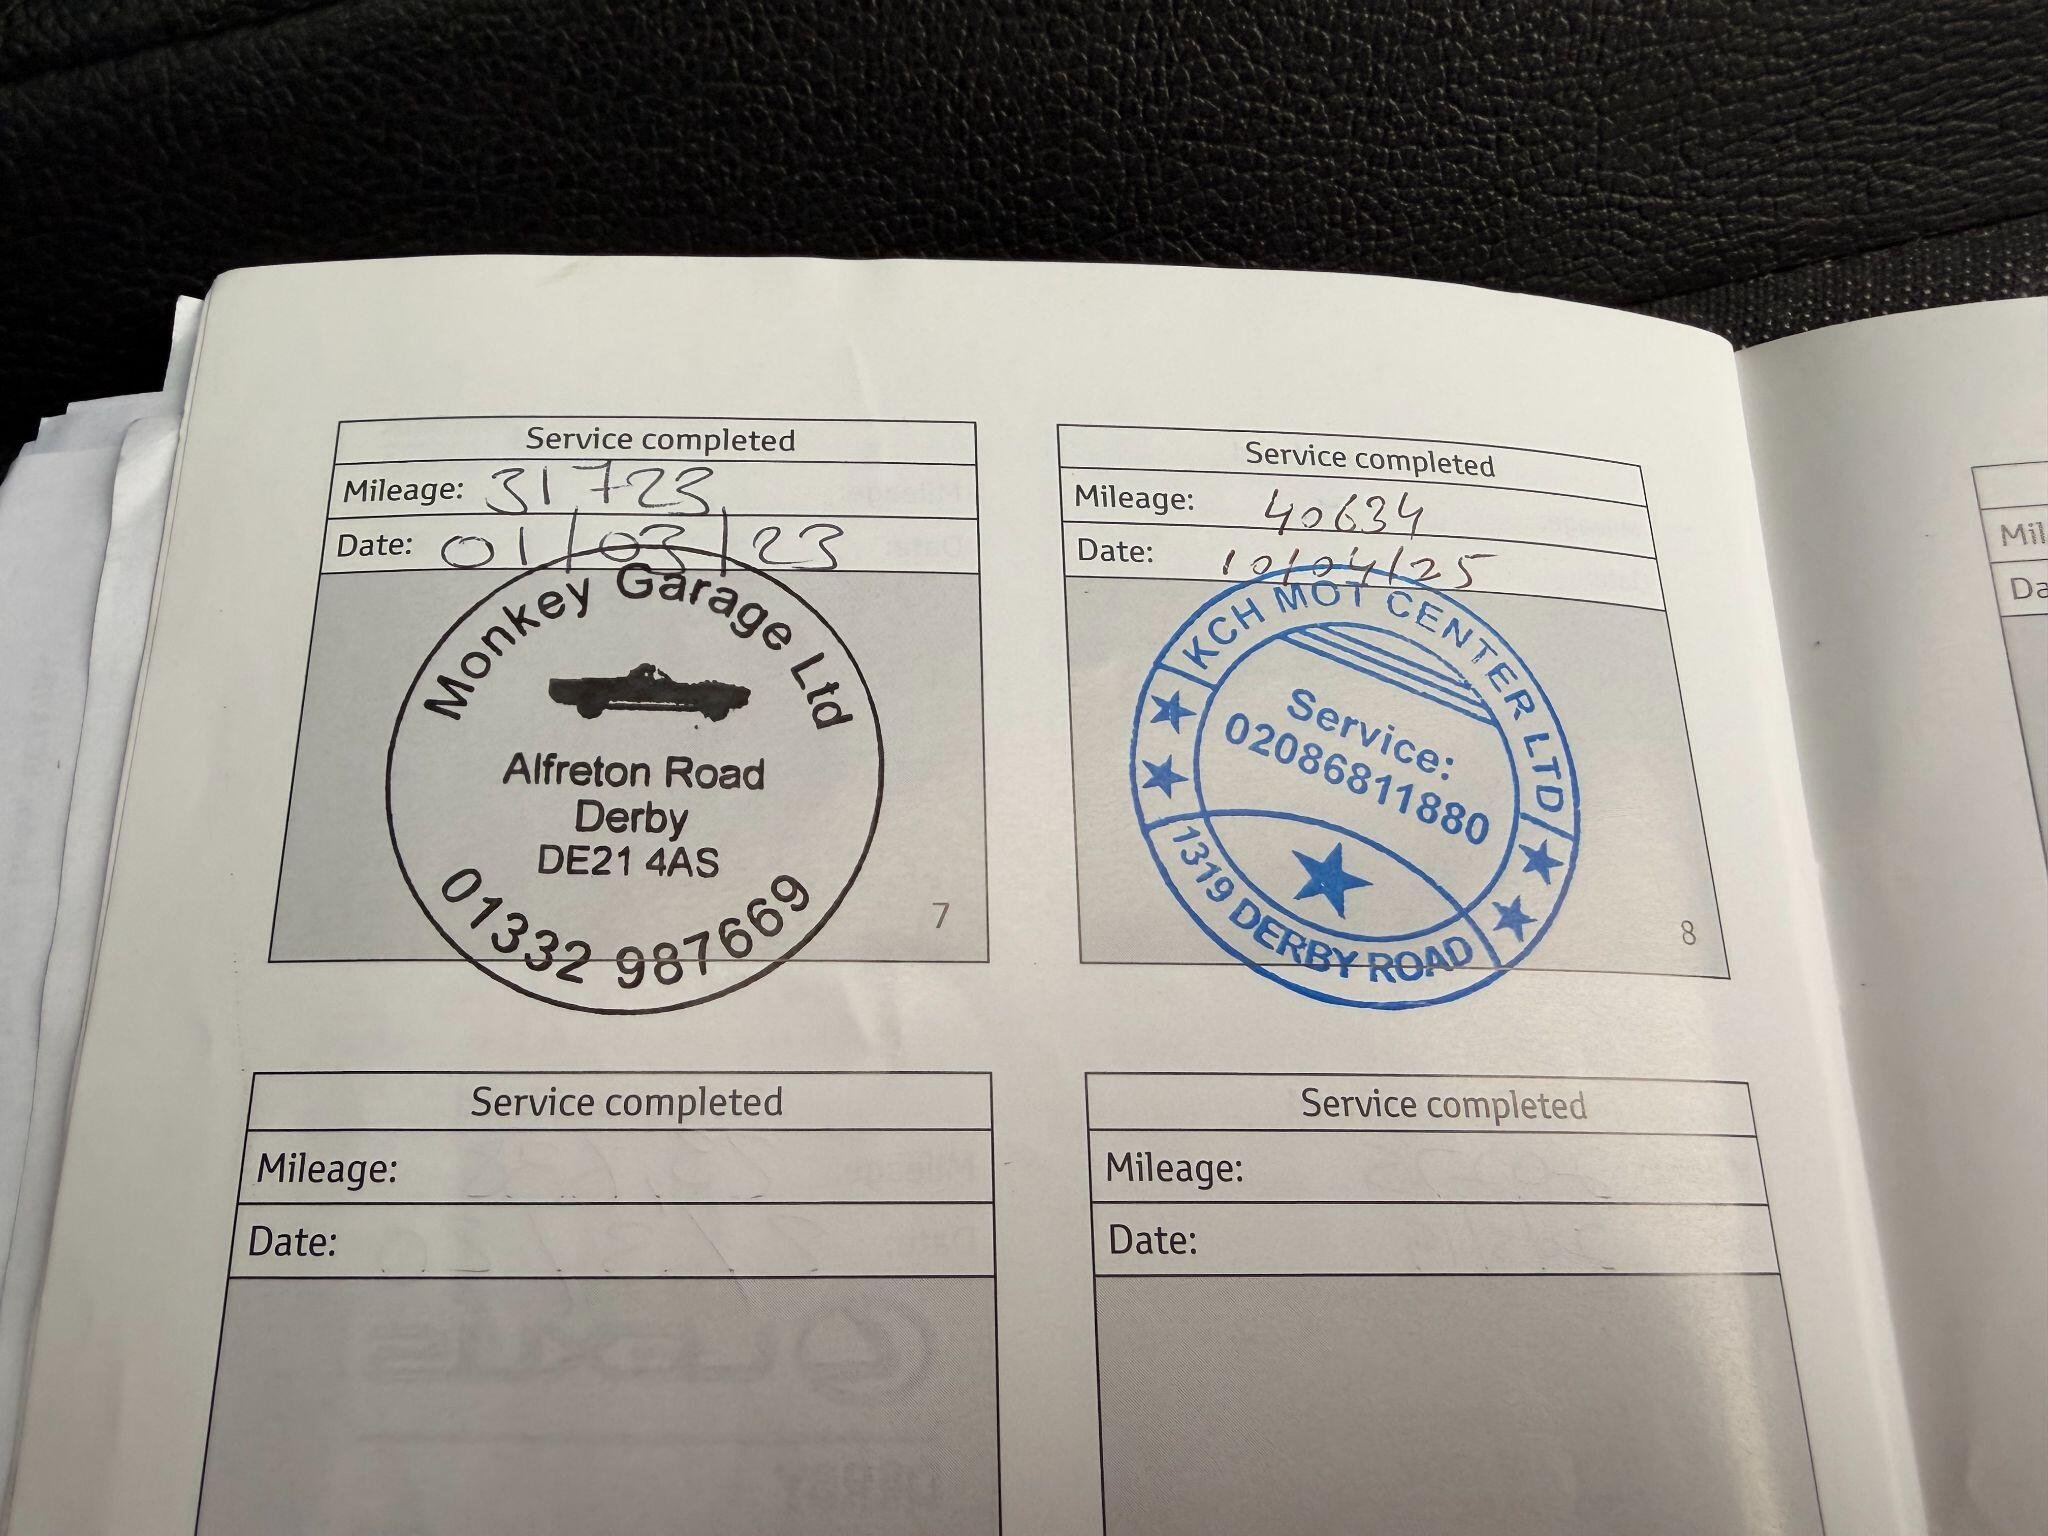 Service completed
Mileage: 31723
Date: 01/03/23
Monkey Garage Ltd
Alfreton Road
Derby
DE21 4AS
01332 987669
7
Service completed
Mileage: 40634
Date: 10/04/25
KCH MOT CENTER LTD
Service:
02086811880
1319 DERBY ROAD
8
Service completed
Mileage:
Date:
Service completed
Mileage:
Date:
Mil
Da